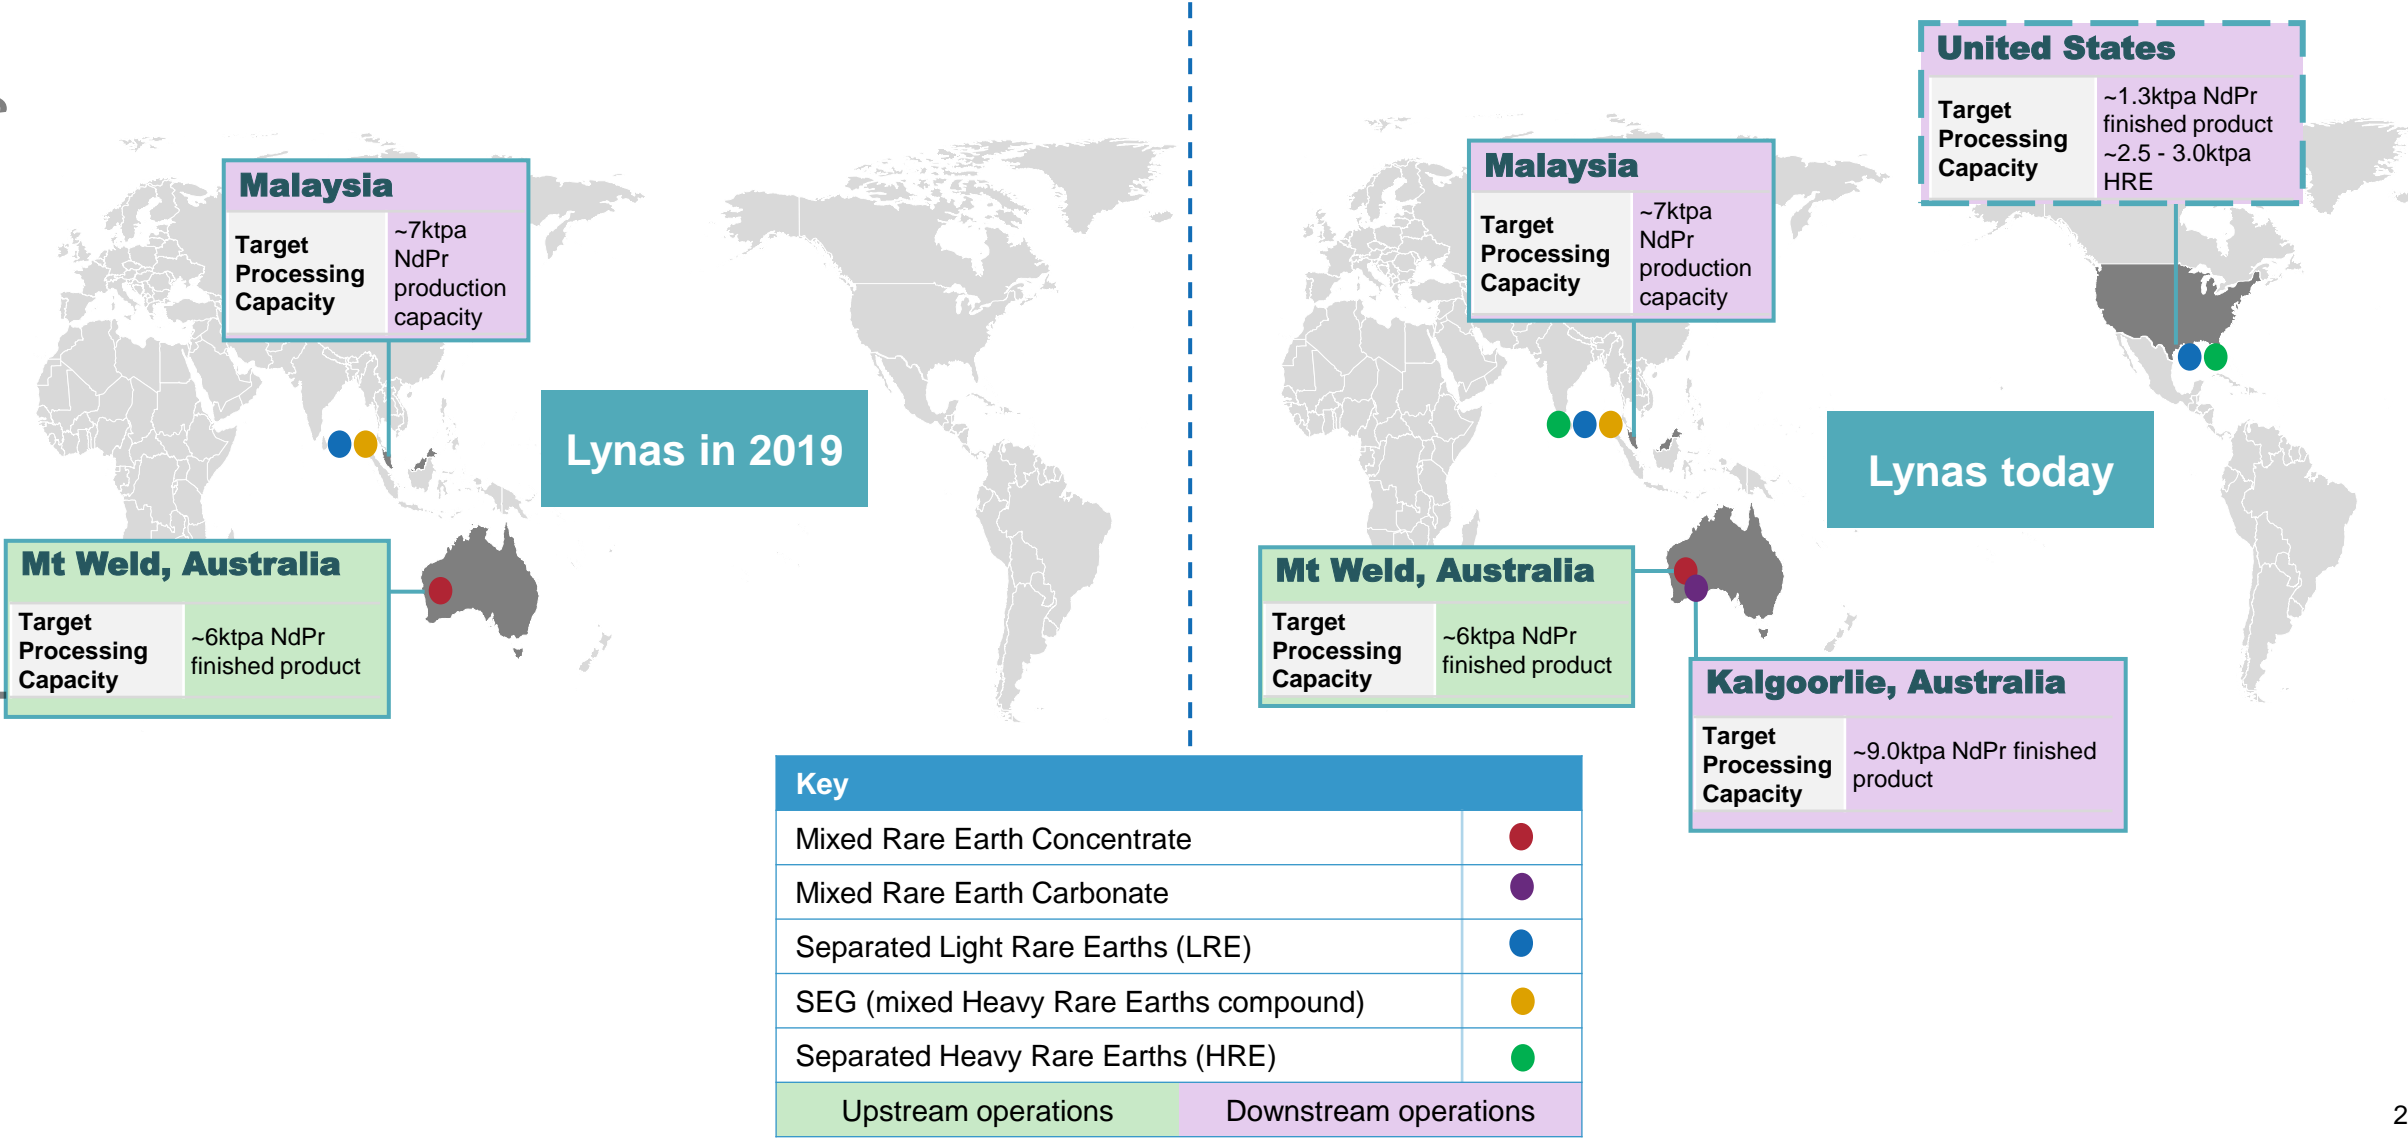 Malaysia
Target
Processing
Capacity
~7ktpa
NdPr
production
capacity
Lynas in 2019
Mt Weld, Australia
Target
Processing
Capacity
~6ktpa NdPr
finished product
United States
Target
Processing
Capacity
~1.3ktpa NdPr
finished product
~2.5 - 3.0ktpa
HRE
Malaysia
Target
Processing
Capacity
~7ktpa
NdPr
production
capacity
Lynas today
Mt Weld, Australia
Target
Processing
Capacity
~6ktpa NdPr
finished product
Kalgoorlie, Australia
Target
Processing
Capacity
~9.0ktpa NdPr finished
product
Key
Mixed Rare Earth Concentrate
Mixed Rare Earth Carbonate
Separated Light Rare Earths (LRE)
SEG (mixed Heavy Rare Earths compound)
Separated Heavy Rare Earths (HRE)
Upstream operations
Downstream operations
2